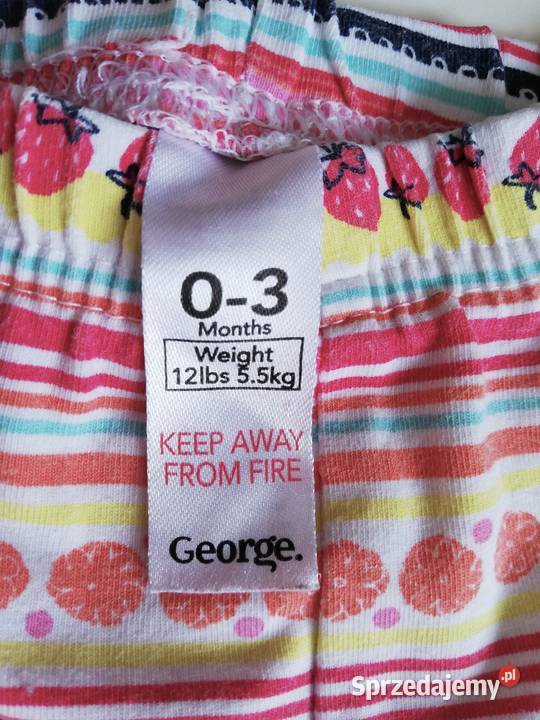 0-3
Months
Weight
12lbs 5.5kg
KEEP AWAY
FROM FIRE
George.
Sprzedajemy.pl